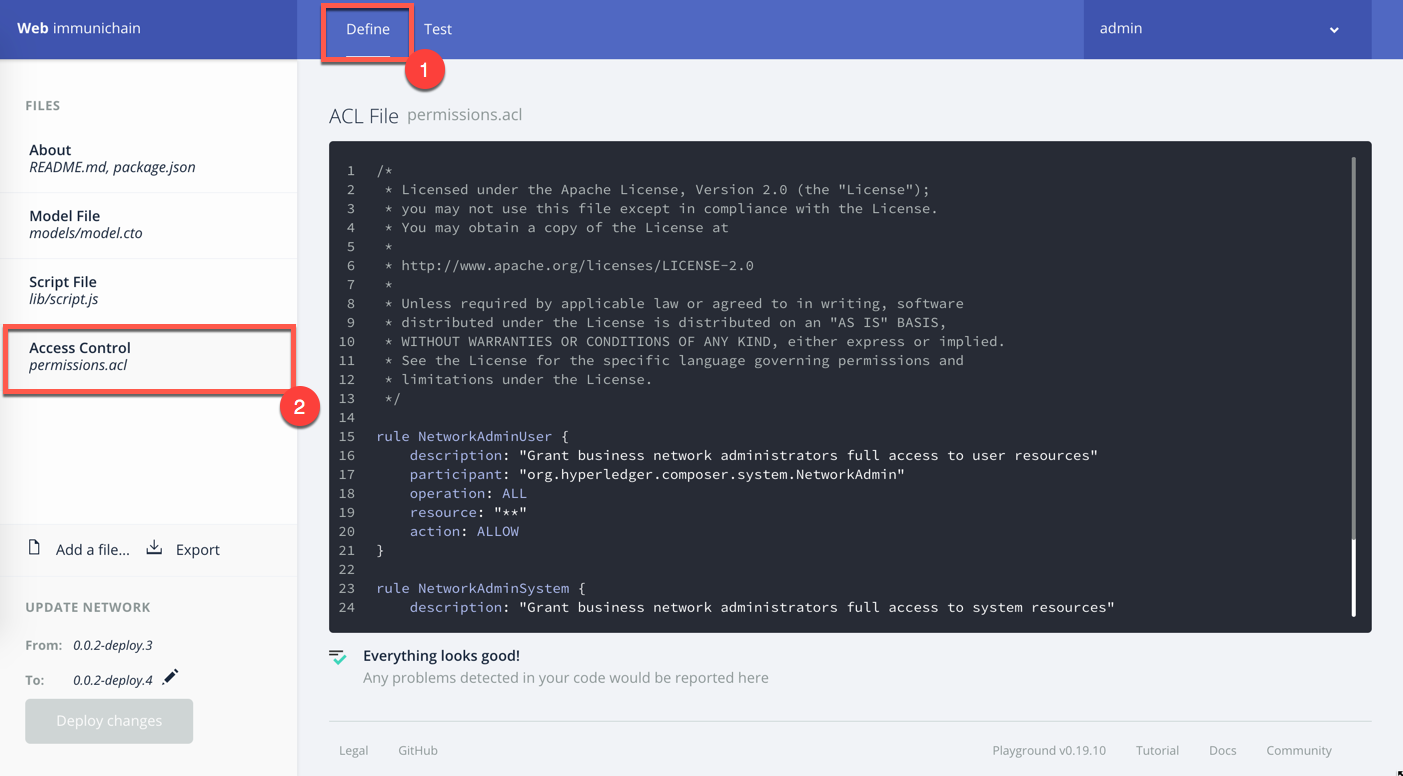 Web immunichain
Define
Test
admin
1
FILES
About
README.md, package.json
Model File
models/model.cto
Script File
lib/script.js
Access Control
permissions.acl
2
Add a file...
Export
UPDATE NETWORK
From: 0.0.2-deploy.3
To: 0.0.2-deploy.4
Deploy changes
ACL File permissions.acl
1 /*
2 * Licensed under the Apache License, Version 2.0 (the "License");
3 * you may not use this file except in compliance with the License.
4 * You may obtain a copy of the License at
5 *
6 * http://www.apache.org/licenses/LICENSE-2.0
7 *
8 * Unless required by applicable law or agreed to in writing, software
9 * distributed under the License is distributed on an "AS IS" BASIS,
10 * WITHOUT WARRANTIES OR CONDITIONS OF ANY KIND, either express or implied.
11 * See the License for the specific language governing permissions and
12 * limitations under the License.
13 */
14
15 rule NetworkAdminUser {
16 description: "Grant business network administrators full access to user resources"
17 participant: "org.hyperledger.composer.system.NetworkAdmin"
18 operation: ALL
19 resource: "**"
20 action: ALLOW
21 }
22
23 rule NetworkAdminSystem {
24 description: "Grant business network administrators full access to system resources"
Everything looks good!
Any problems detected in your code would be reported here
Legal
GitHub
Playground v0.19.10
Tutorial
Docs
Community